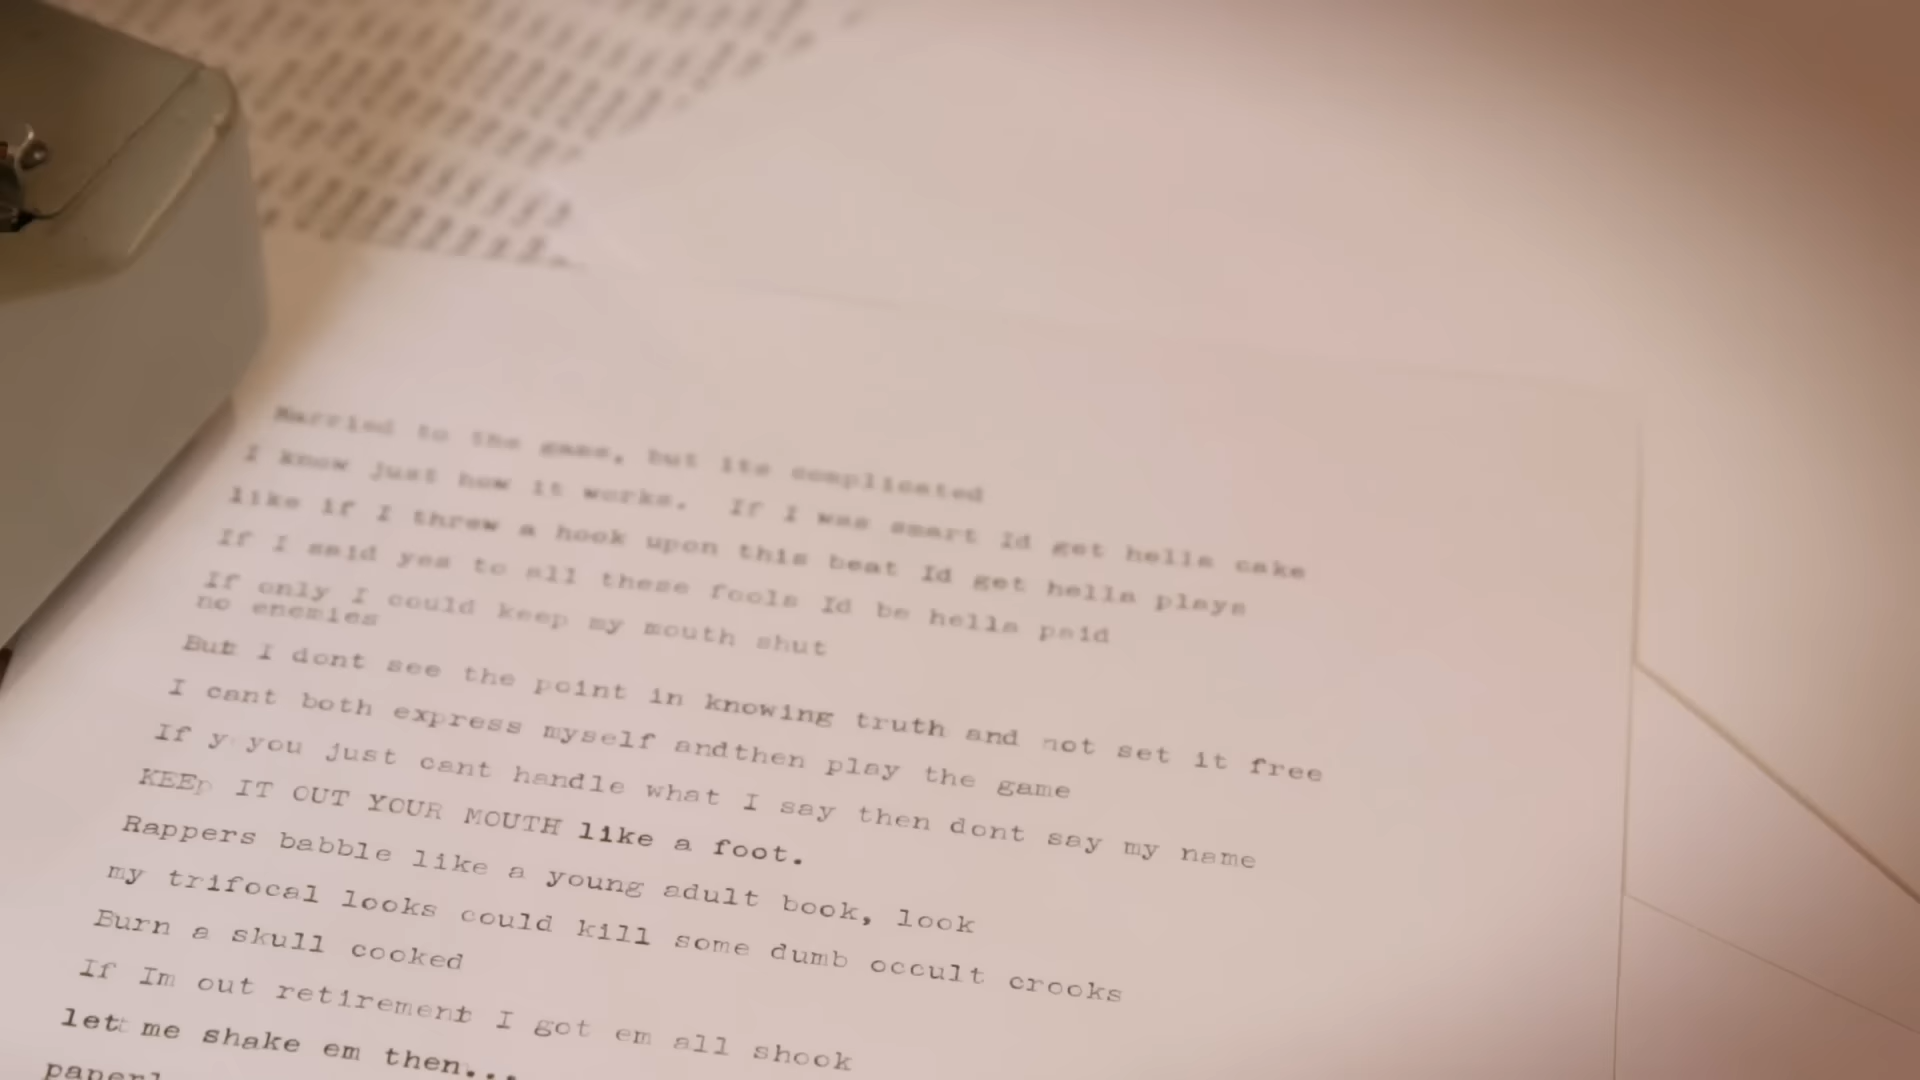 Married to the game, but its complicated
I know just how it works. If I was smart Id get hella cake
like if I threw a hook upon this beat Id get hella plays
If I said yes to all these fools Id be hella paid
If only I could keep my mouth shut
no enemies
But I dont see the point in knowing truth and not set it free
I cant both express myself andthen play the game
If y you just cant handle what I say then dont say my name
KEEp IT OUT YOUR MOUTH like a foot.
Rappers babble like a young adult book, look
my trifocal looks could kill some dumb occult crooks
Burn a skull cooked
If Im out retirement I got em all shook
lett me shake em then...